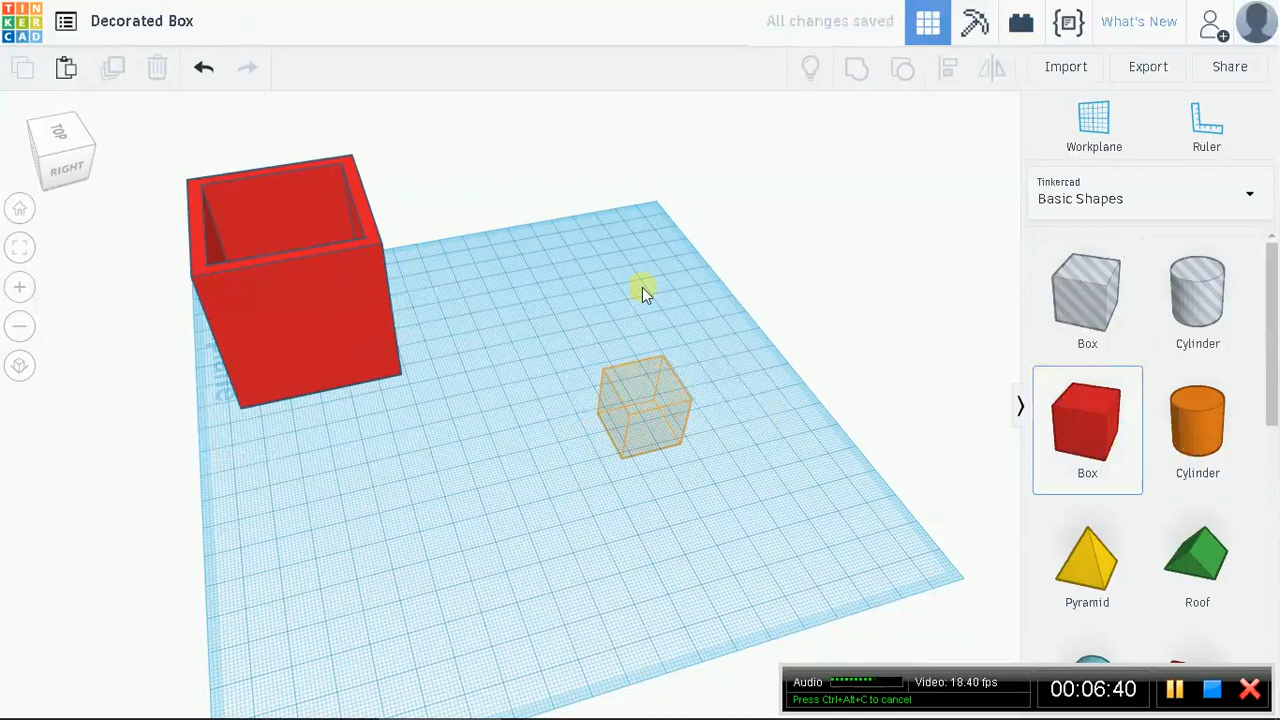 TIN
KER
CAD
Decorated Box
All changes saved
What's New
Import
Export
Share
TOP
RIGHT
Workplane
Ruler
Tinkercad
Basic Shapes
Box
Cylinder
Box
Cylinder
Pyramid
Roof
Audio
Video: 18.40 fps
00:06:40
Press Ctrl+Alt+C to cancel